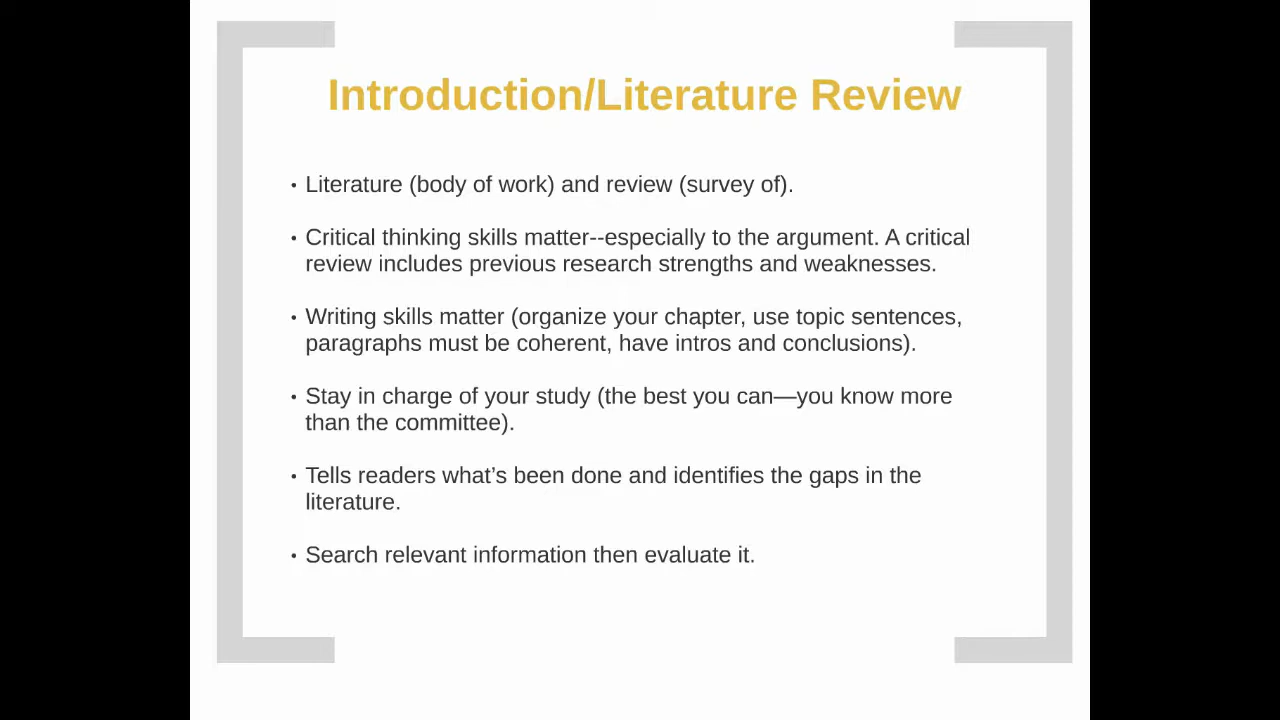 Introduction/Literature Review
• Literature (body of work) and review (survey of).
• Critical thinking skills matter--especially to the argument. A critical
review includes previous research strengths and weaknesses.
• Writing skills matter (organize your chapter, use topic sentences,
paragraphs must be coherent, have intros and conclusions).
• Stay in charge of your study (the best you can—you know more
than the committee).
• Tells readers what’s been done and identifies the gaps in the
literature.
• Search relevant information then evaluate it.